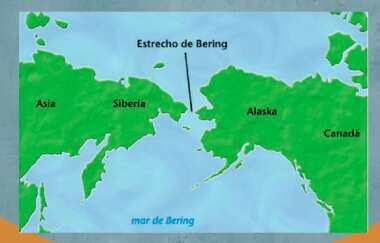 Estrecho de Bering
Asia
Siberia
Alaska
Canadá
mar de Bering